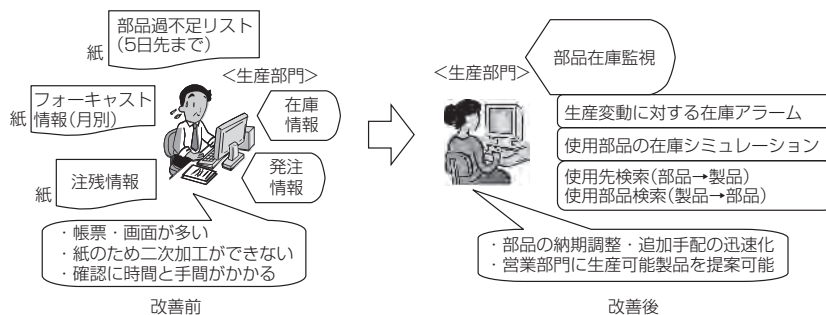 部品過不足リスト
(5日先まで)
紙
<生産部門>
フォーキャスト
情報(月別)
紙
在庫
情報
注残情報
紙
発注
情報
・帳票・画面が多い
・紙のため二次加工ができない
・確認に時間と手間がかかる
改善前
<生産部門>
部品在庫監視
生産変動に対する在庫アラーム
使用部品の在庫シミュレーション
使用先検索(部品→製品)
使用部品検索(製品→部品)
・部品の納期調整・追加手配の迅速化
・営業部門に生産可能製品を提案可能
改善後